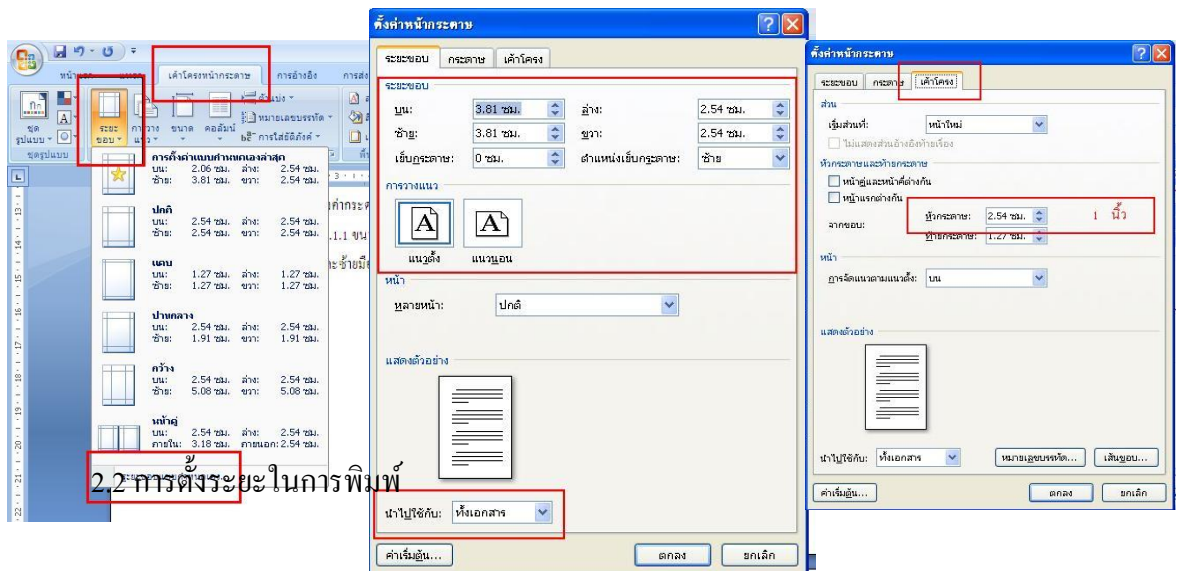 หน้าแรก แทรก เค้าโครงหน้ากระดาษ การอ้างอิง การส่ง
ชุดรูปแบบ
ระยะขอบ
การวางแนว
ขนาด
คอลัมน์
ตัวแบ่ง
หมายเลขบรรทัด
การใส่ยัติภังค์
ชุดรูปแบบ
การตั้งค่าแบบกำหนดเองล่าสุด
บน: 2.06 ซม. ล่าง: 2.54 ซม.
ซ้าย: 3.81 ซม. ขวา: 2.54 ซม.
ปกติ
บน: 2.54 ซม. ล่าง: 2.54 ซม.
ซ้าย: 2.54 ซม. ขวา: 2.54 ซม.
แคบ
บน: 1.27 ซม. ล่าง: 1.27 ซม.
ซ้าย: 1.27 ซม. ขวา: 1.27 ซม.
ปานกลาง
บน: 2.54 ซม. ล่าง: 2.54 ซม.
ซ้าย: 1.91 ซม. ขวา: 1.91 ซม.
กว้าง
บน: 2.54 ซม. ล่าง: 2.54 ซม.
ซ้าย: 5.08 ซม. ขวา: 5.08 ซม.
หน้าคู่
บน: 2.54 ซม. ล่าง: 2.54 ซม.
ภายใน: 3.18 ซม. ภายนอก: 2.54 ซม.
2.2 การตั้งระยะในการพิมพ์
ตั้งค่าหน้ากระดาษ
ระยะขอบ กระดาษ เค้าโครง
ระยะขอบ
บน: 3.81 ซม. ล่าง: 2.54 ซม.
ซ้าย: 3.81 ซม. ขวา: 2.54 ซม.
เย็บกระดาษ: 0 ซม. ตำแหน่งเย็บกระดาษ: ซ้าย
การวางแนว
แนวตั้ง แนวนอน
หน้า
หลายหน้า: ปกติ
แสดงตัวอย่าง
นำไปใช้กับ: ทั้งเอกสาร
ค่าเริ่มต้น... ตกลง ยกเลิก
ตั้งค่าหน้ากระดาษ
ระยะขอบ กระดาษ เค้าโครง
ส่วน
เริ่มส่วนที่: หน้าใหม่
ไม่แสดงส่วนอ้างอิงท้ายเรื่อง
หัวกระดาษและท้ายกระดาษ
หน้าคู่และหน้าคี่ต่างกัน
หน้าแรกต่างกัน
จากขอบ: หัวกระดาษ: 2.54 ซม. 1 นิ้ว
ท้ายกระดาษ: 1.27 ซม.
หน้า
การจัดแนวตามแนวตั้ง: บน
แสดงตัวอย่าง
นำไปใช้กับ: ทั้งเอกสาร หมายเลขบรรทัด... เส้นขอบ...
ค่าเริ่มต้น... ตกลง ยกเลิก